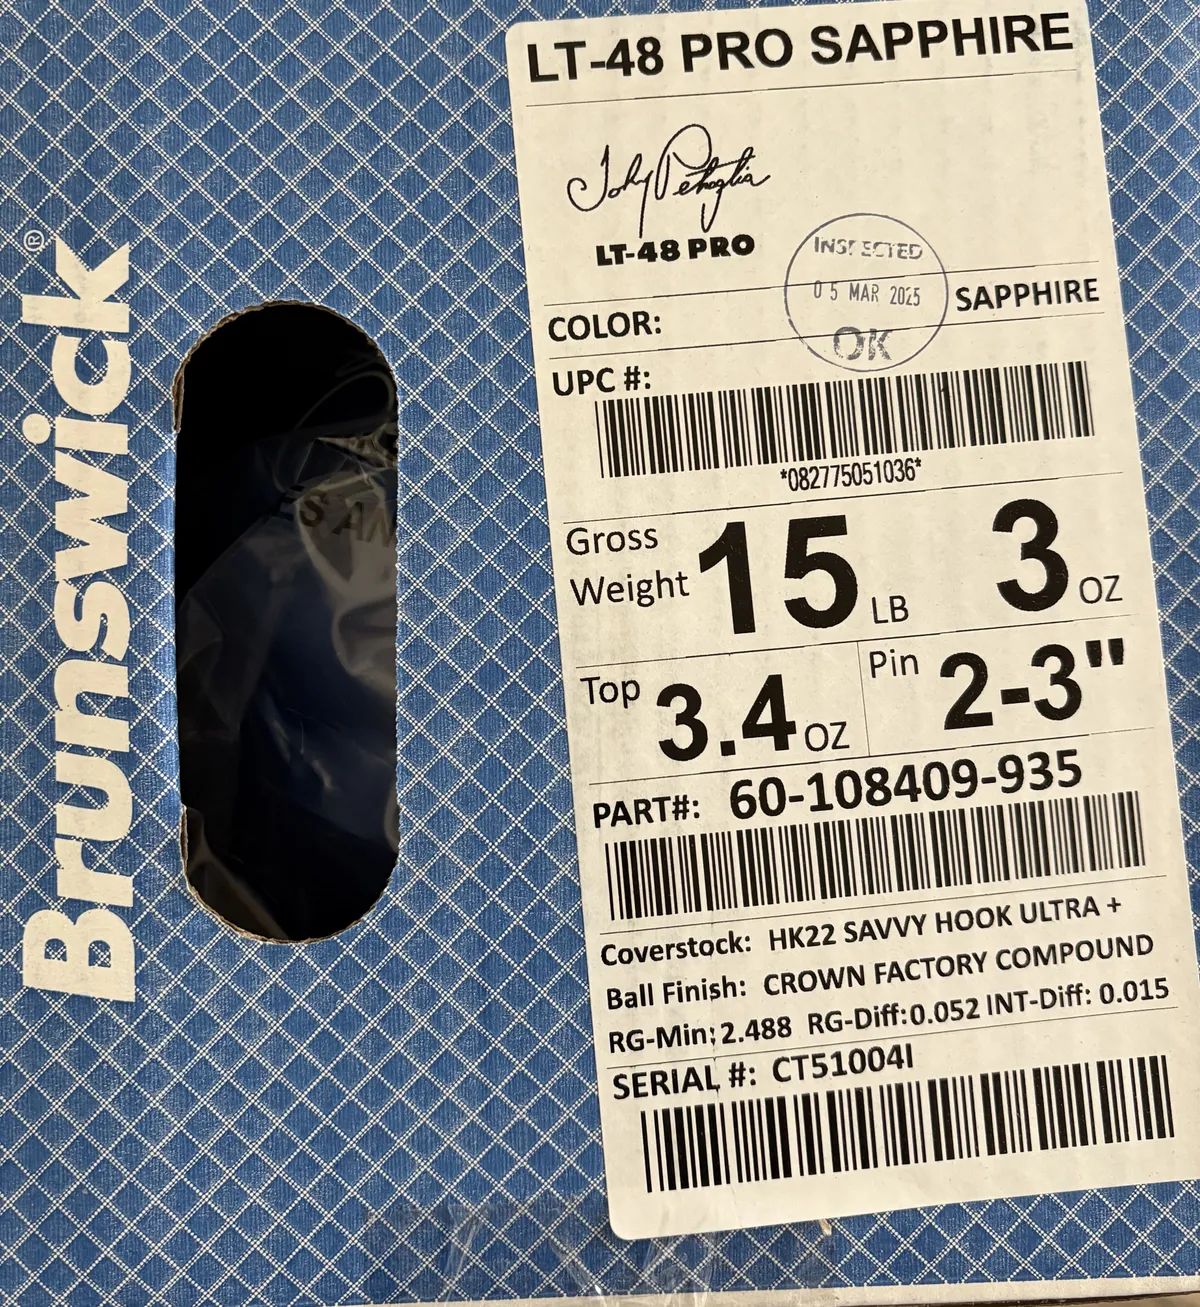 Brunswick®
LT-48 PRO SAPPHIRE
LT-48 PRO
INSPECTED
05 MAR 2025
OK
COLOR: SAPPHIRE
UPC #:
*082775051036*
Gross Weight 15 LB 3 OZ
Top 3.4 OZ Pin 2-3"
PART#: 60-108409-935
Coverstock: HK22 SAVVY HOOK ULTRA +
Ball Finish: CROWN FACTORY COMPOUND
RG-Min: 2.488 RG-Diff:0.052 INT-Diff: 0.015
SERIAL #: CT51004I